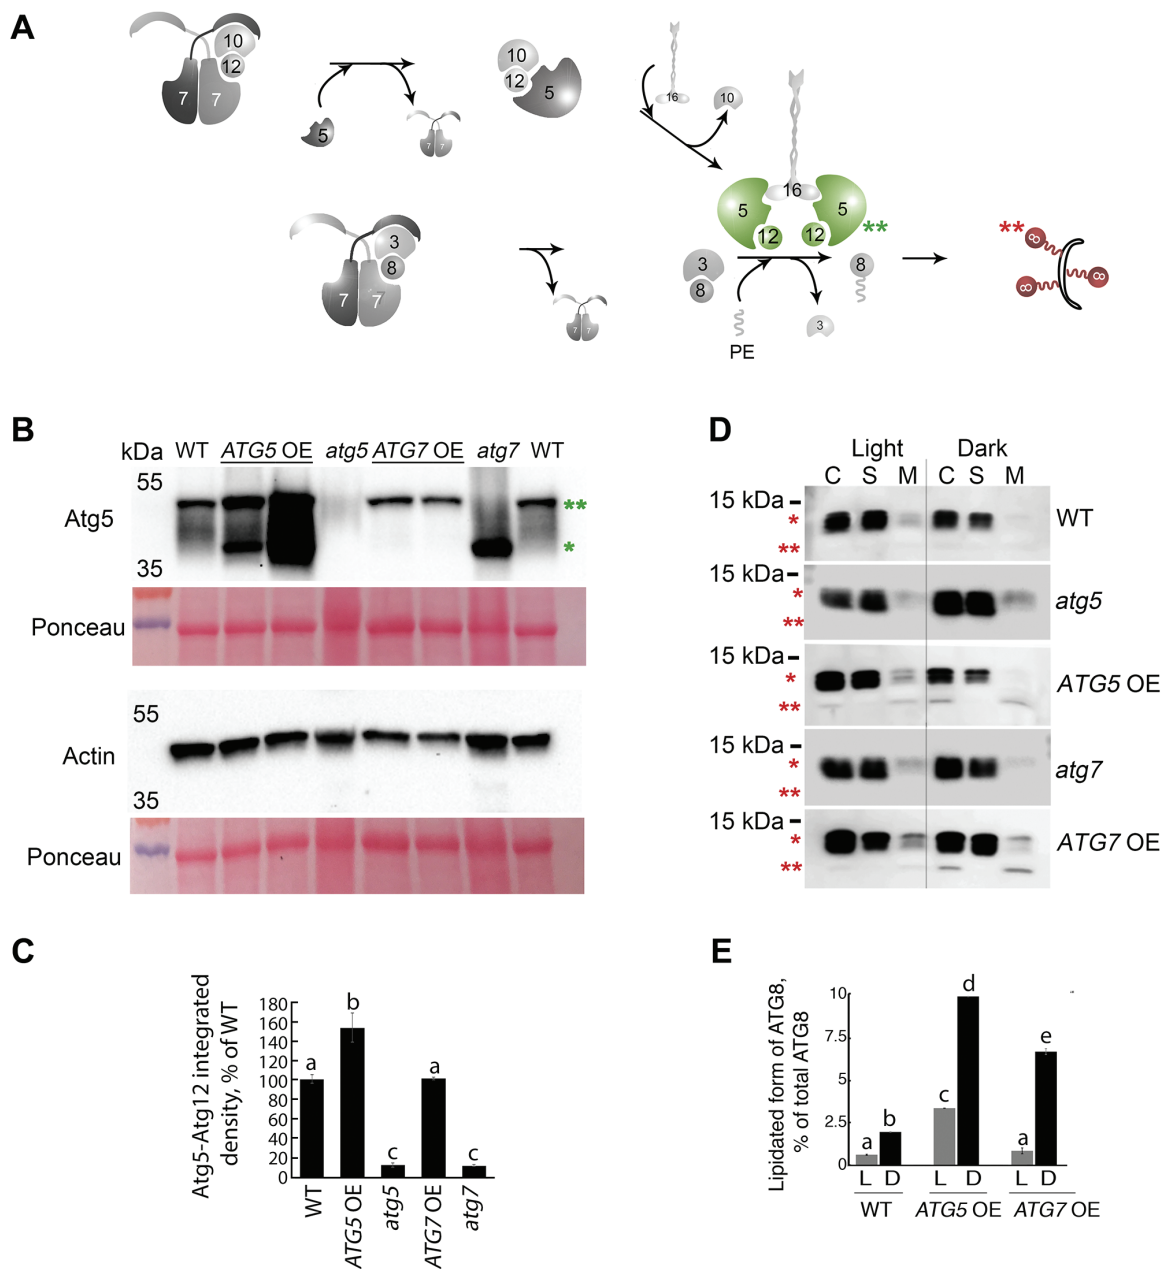 A
10
12
7 7
5
7 7
10
12
5
16
10
16
5 5
12 12
**
3
8
7 7
7 7
3
8
PE
8
3
**
8
8
8
B
kDa WT ATG5 OE atg5 ATG7 OE atg7 WT
55
Atg5
**
*
35
Ponceau
55
Actin
35
Ponceau
C
Atg5-Atg12 integrated
density, % of WT
180
160
140
120
100
80
60
40
20
0
a b c a c
WT ATG5 OE atg5 ATG7 OE atg7
D
Light Dark
C S M C S M
15 kDa
*
**
WT
15 kDa
*
**
atg5
15 kDa
*
**
ATG5 OE
15 kDa
*
**
atg7
15 kDa
*
**
ATG7 OE
E
Lipidated form of ATG8,
% of total ATG8
10
7.5
5
2.5
0
a b c d a e
L D L D L D
WT ATG5 OE ATG7 OE